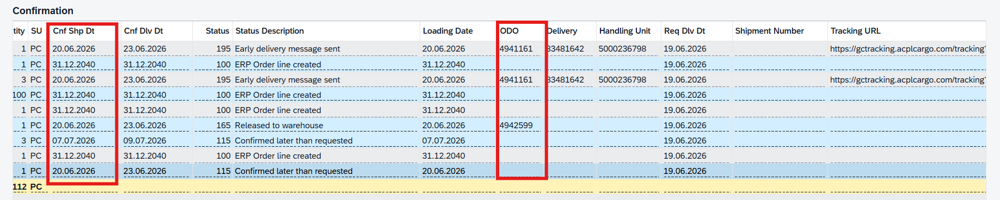 Confirmation
tity SU Cnf Shp Dt Cnf Dlv Dt Status Status Description Loading Date ODO Delivery Handling Unit Req Dlv Dt Shipment Number Tracking URL
1 PC 20.06.2026 23.06.2026 195 Early delivery message sent 20.06.2026 4941161 83481642 5000236798 19.06.2026 https://gctracking.acplcargo.com/tracking?
1 PC 31.12.2040 31.12.2040 100 ERP Order line created 31.12.2040 19.06.2026
3 PC 20.06.2026 23.06.2026 195 Early delivery message sent 20.06.2026 4941161 83481642 5000236798 19.06.2026 https://gctracking.acplcargo.com/tracking?
100 PC 31.12.2040 31.12.2040 100 ERP Order line created 31.12.2040 19.06.2026
1 PC 31.12.2040 31.12.2040 100 ERP Order line created 31.12.2040 19.06.2026
1 PC 20.06.2026 23.06.2026 165 Released to warehouse 20.06.2026 4942599 19.06.2026
3 PC 07.07.2026 09.07.2026 115 Confirmed later than requested 07.07.2026 19.06.2026
1 PC 31.12.2040 31.12.2040 100 ERP Order line created 31.12.2040 19.06.2026
1 PC 20.06.2026 23.06.2026 115 Confirmed later than requested 20.06.2026 19.06.2026
112 PC